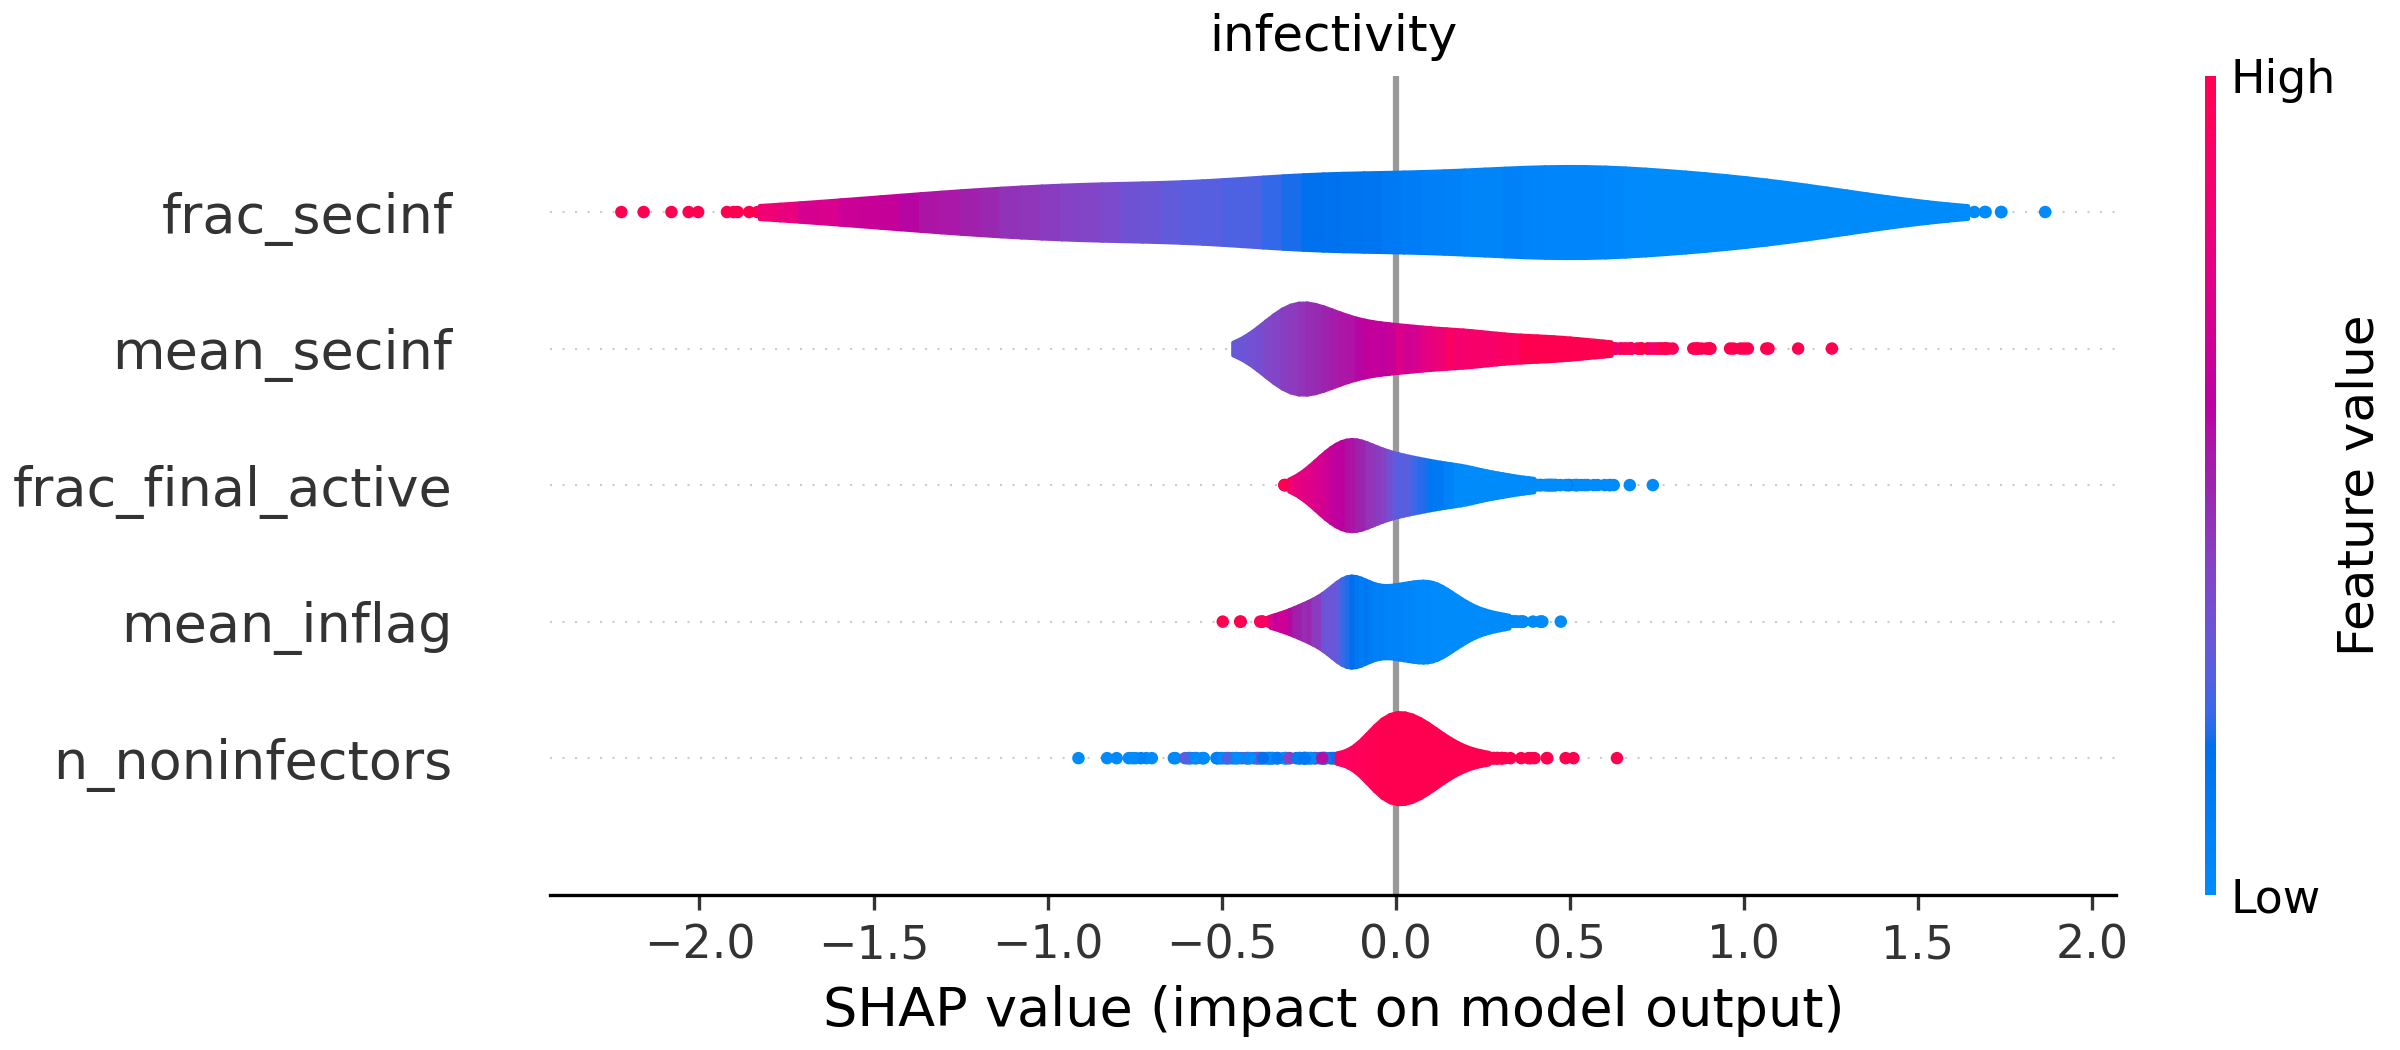 infectivity
High
frac_secinf
mean_secinf
frac_final_active
mean_inflag
n_noninfectors
Feature value
Low
−2.0 −1.5 −1.0 −0.5 0.0 0.5 1.0 1.5 2.0
SHAP value (impact on model output)